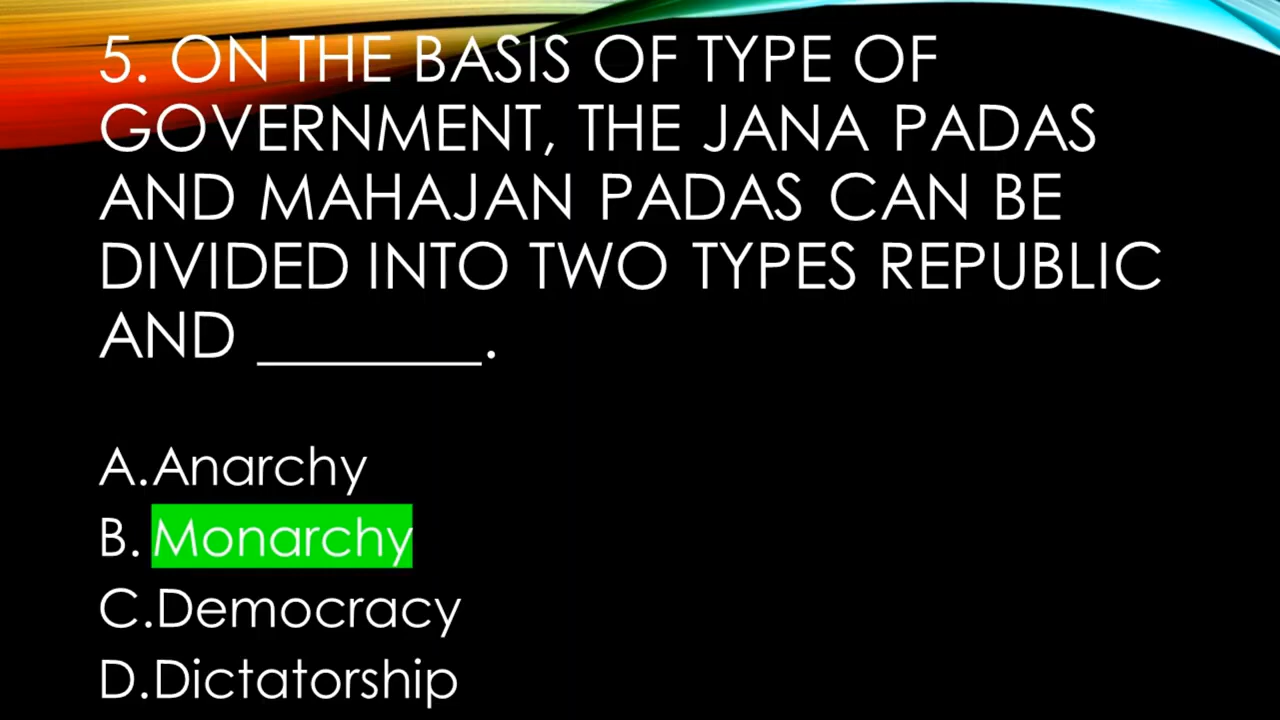 5. ON THE BASIS OF TYPE OF
GOVERNMENT, THE JANA PADAS
AND MAHAJAN PADAS CAN BE
DIVIDED INTO TWO TYPES REPUBLIC
AND ________.
A.Anarchy
B. Monarchy
C.Democracy
D.Dictatorship